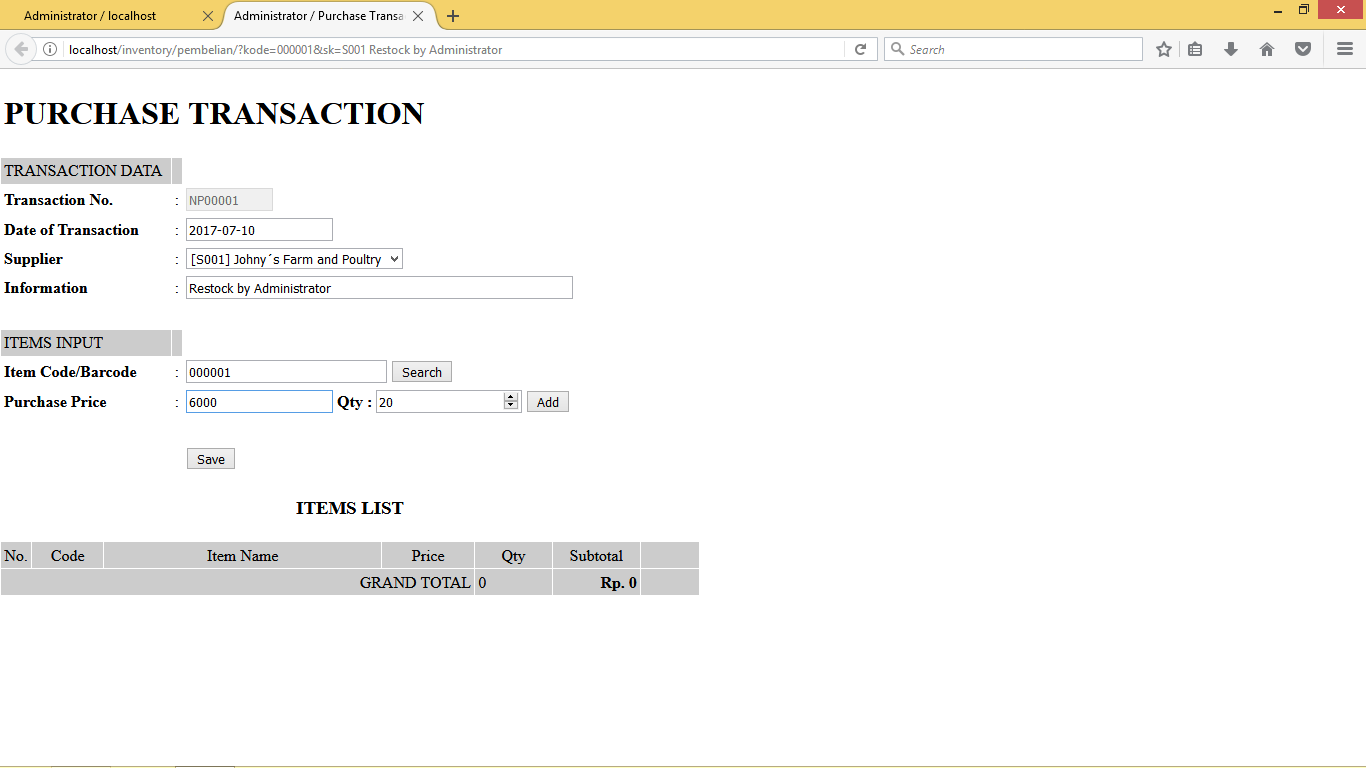 Administrator / localhost
Administrator / Purchase Transa
localhost/inventory/pembelian/?kode=000001&sk=S001 Restock by Administrator
Search
PURCHASE TRANSACTION
TRANSACTION DATA
Transaction No. : NP00001
Date of Transaction : 2017-07-10
Supplier : [S001] Johny´s Farm and Poultry
Information : Restock by Administrator
ITEMS INPUT
Item Code/Barcode : 000001 Search
Purchase Price : 6000 Qty : 20 Add
Save
ITEMS LIST
No. Code Item Name Price Qty Subtotal
GRAND TOTAL 0 Rp. 0